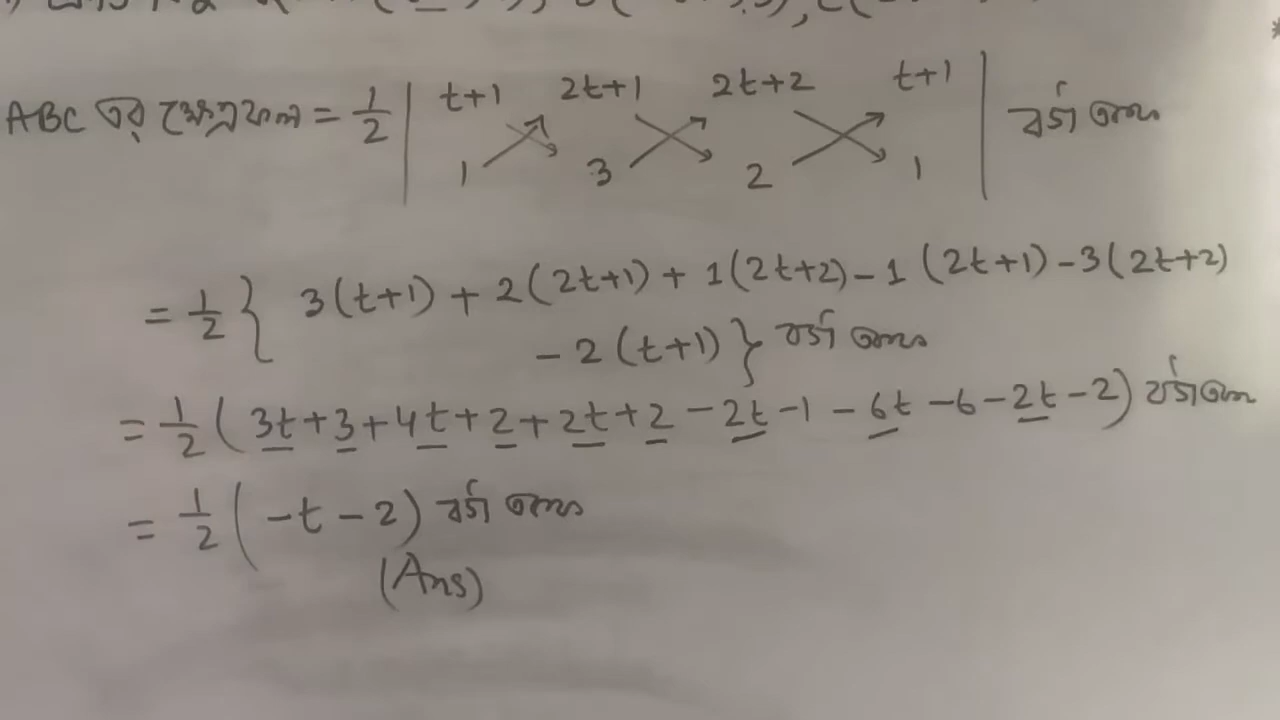 ABC এর ক্ষেত্রফল = 1/2 | t+1 2t+1 2t+2 t+1 | বর্গ একক
1 3 2 1
= 1/2 { 3(t+1) + 2(2t+1) + 1(2t+2) - 1(2t+1) - 3(2t+2)
- 2(t+1) } বর্গ একক
= 1/2 ( 3t+3+4t+2+2t+2-2t-1-6t-6-2t-2) বর্গ একক
= 1/2 ( -t-2) বর্গ একক
(Ans)